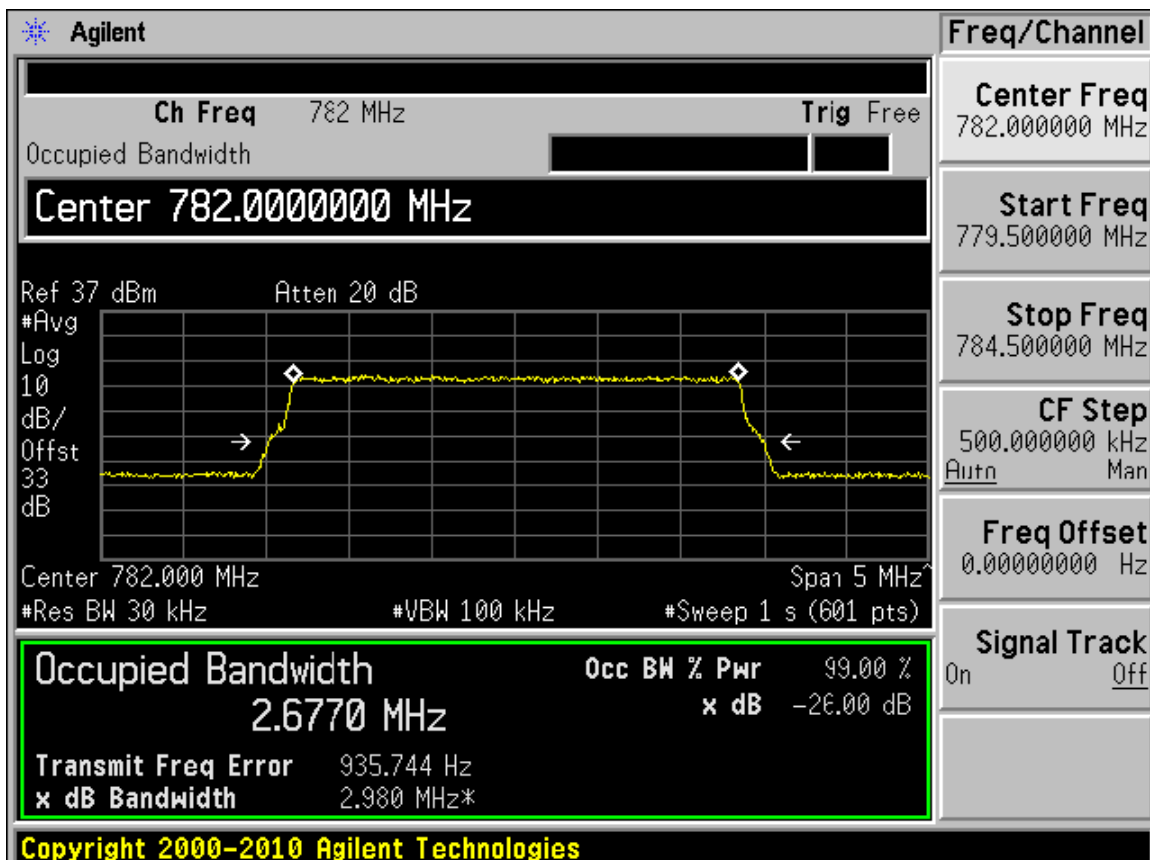 Agilent
Freq/Channel
Ch Freq 782 MHz Trig Free
Occupied Bandwidth
Center 782.0000000 MHz
Ref 37 dBm Atten 20 dB
#Avg
Log
10
dB/
Offst
33
dB
Center 782.000 MHz Span 5 MHz^
#Res BW 30 kHz #VBW 100 kHz #Sweep 1 s (601 pts)
Occupied Bandwidth
2.6770 MHz
Occ BW % Pwr 99.00 %
x dB -26.00 dB
Transmit Freq Error 935.744 Hz
x dB Bandwidth 2.980 MHz*
Copyright 2000-2010 Agilent Technologies
Center Freq
782.000000 MHz
Start Freq
779.500000 MHz
Stop Freq
784.500000 MHz
CF Step
500.000000 kHz
Auto Man
Freq Offset
0.00000000 Hz
Signal Track
On Off